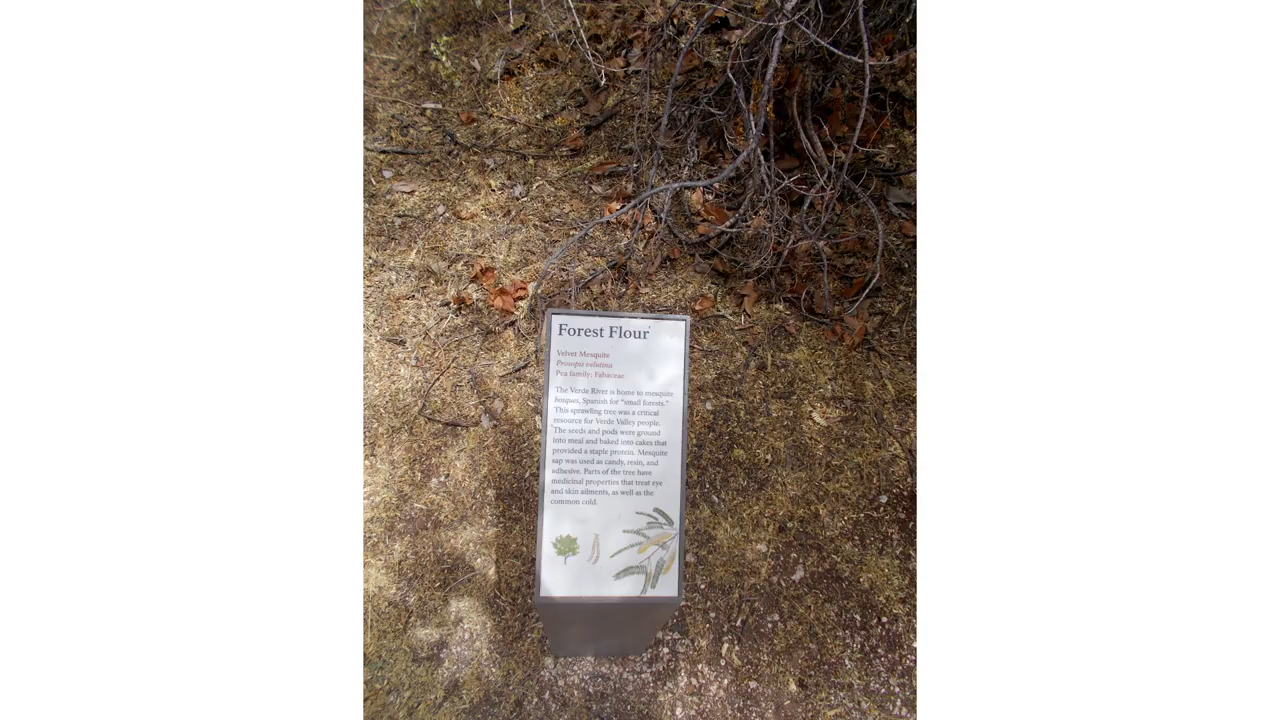 Forest Flour
Velvet Mesquite
Prosopis velutina
Pea family: Fabaceae
The Verde River is home to mesquite
bosques, Spanish for "small forests."
This sprawling tree was a critical
resource for Verde Valley people.
The seeds and pods were ground
into meal and baked into cakes that
provided a staple protein. Mesquite
sap was used as candy, resin, and
adhesive. Parts of the tree have
medicinal properties that treat eye
and skin ailments, as well as the
common cold.